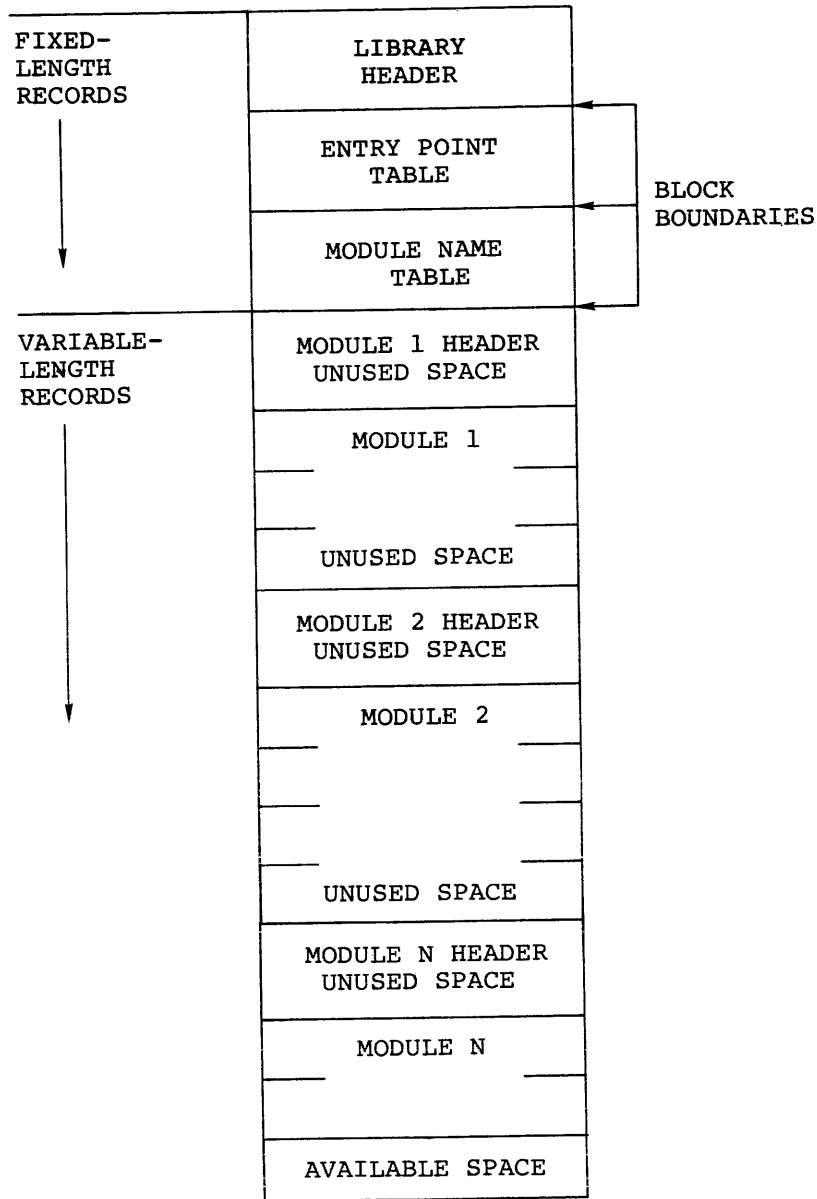 FIXED-
LENGTH
RECORDS
LIBRARY
HEADER
ENTRY POINT
TABLE
MODULE NAME
TABLE
BLOCK
BOUNDARIES
VARIABLE-
LENGTH
RECORDS
MODULE 1 HEADER
UNUSED SPACE
MODULE 1
UNUSED SPACE
MODULE 2 HEADER
UNUSED SPACE
MODULE 2
UNUSED SPACE
MODULE N HEADER
UNUSED SPACE
MODULE N
AVAILABLE SPACE